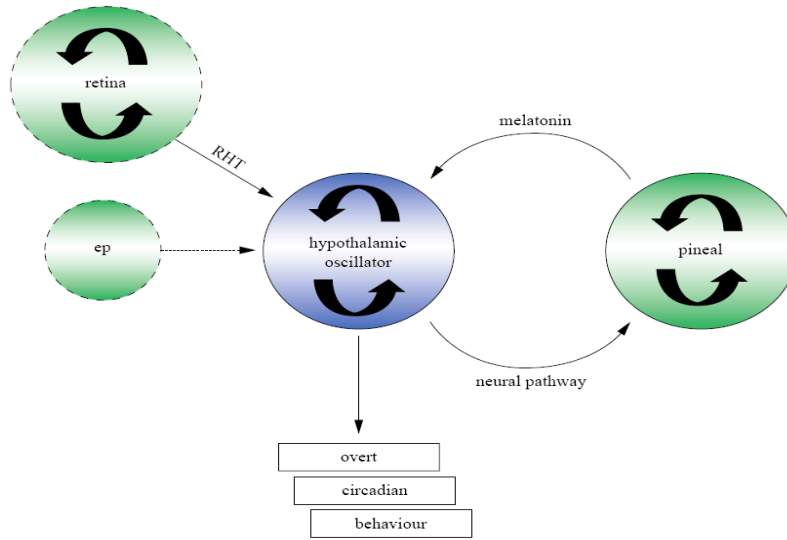 retina
RHT
melatonin
ep
hypothalamic
oscillator
pineal
neural pathway
overt
circadian
behaviour